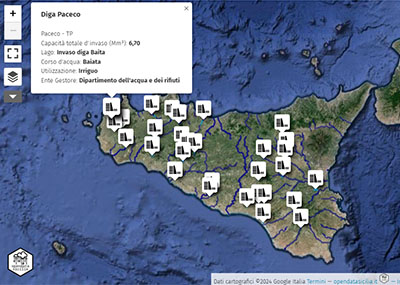 Diga Paceco
×
Paceco - TP
Capacità totale d'invaso (Mm³): 6,70
Lago: Invaso diga Baita
Corso d'acqua: Baiata
Utilizzazione: Irriguo
Ente Gestore: Dipartimento dell'acqua e dei rifiuti
+
Dati cartografici ©2024 Google Italia Termini — opendatasicilia.it